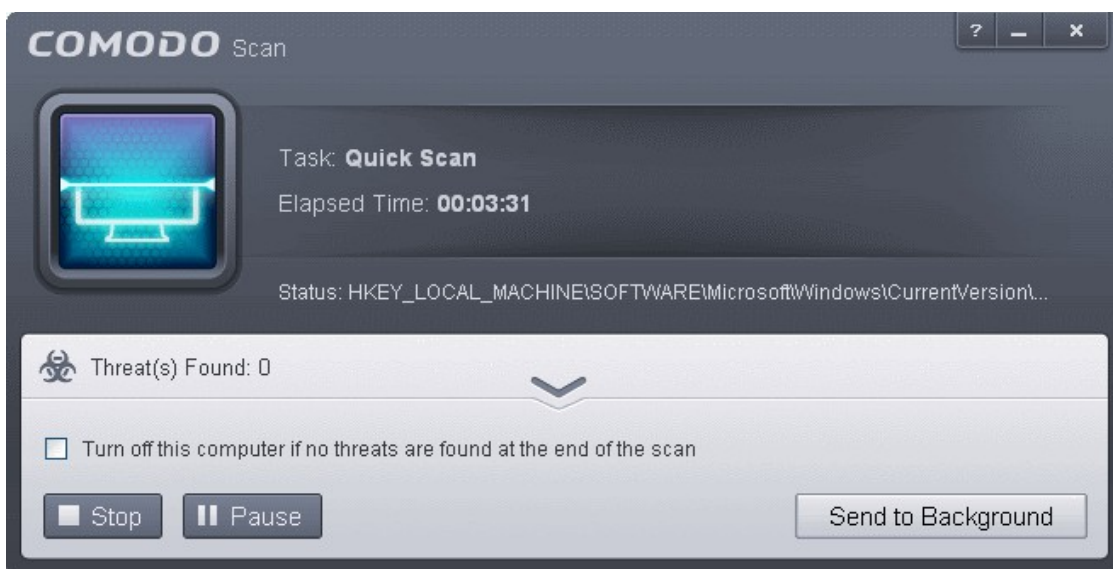 COMODO Scan
?
Task: Quick Scan
Elapsed Time: 00:03:31
Status: HKEY_LOCAL_MACHINE\SOFTWARE\Microsoft\Windows\CurrentVersion\...
Threat(s) Found: 0
Turn off this computer if no threats are found at the end of the scan
Stop
Pause
Send to Background